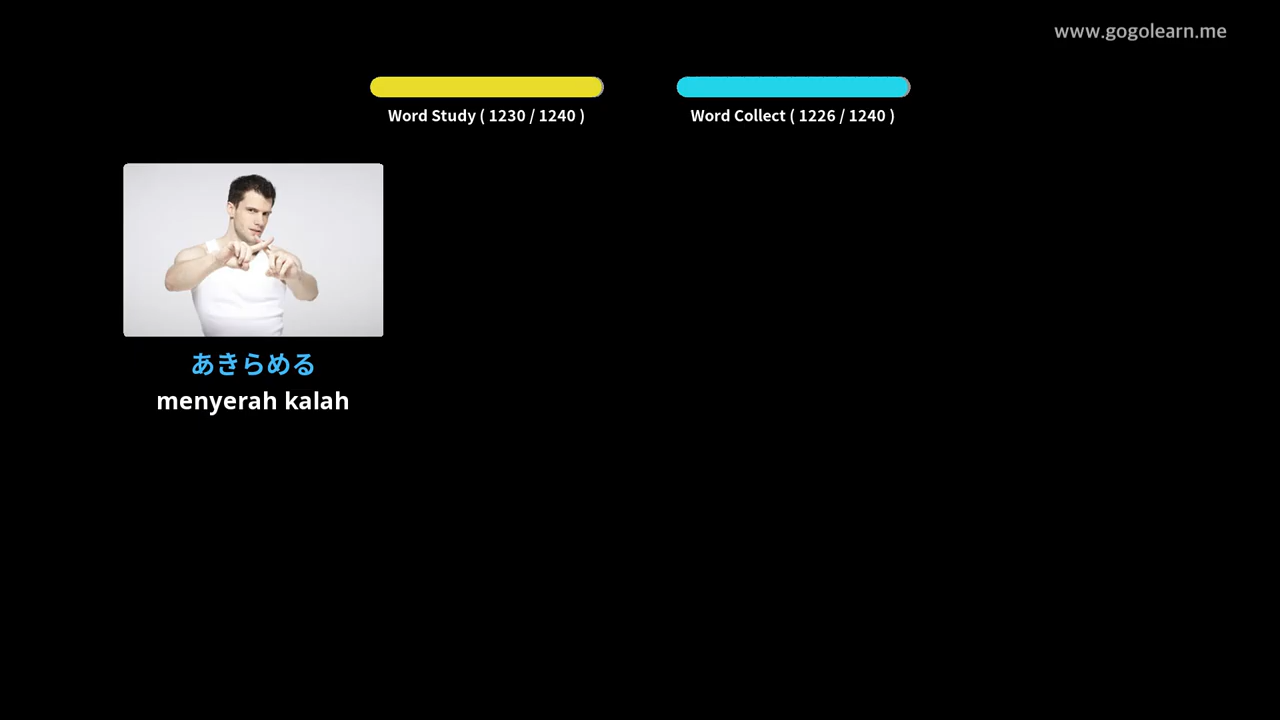 www.gogolearn.me
Word Study ( 1230 / 1240 )
Word Collect ( 1226 / 1240 )
あきらめる
menyerah kalah